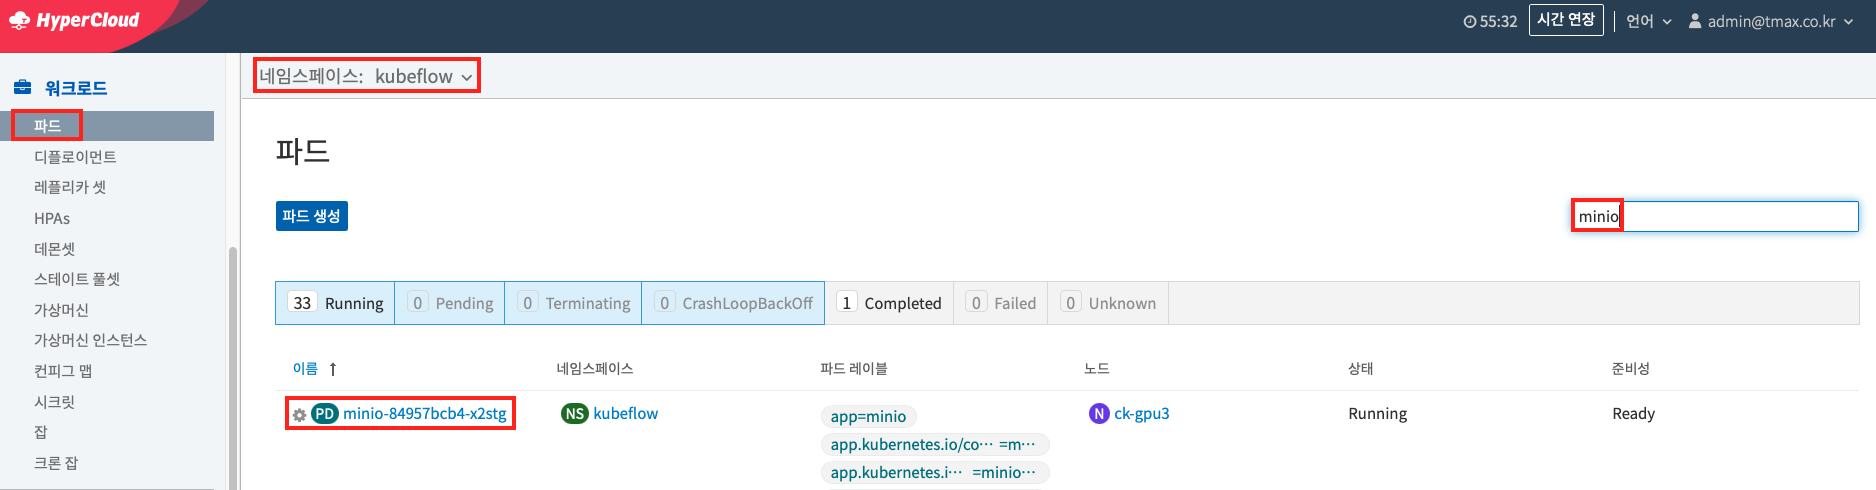 HyperCloud
55:32 시간 연장 언어 admin@tmax.co.kr
네임스페이스: kubeflow
워크로드
파드
디플로이먼트
레플리카 셋
HPAs
데몬셋
스테이트 풀셋
가상머신
가상머신 인스턴스
컨피그 맵
시크릿
잡
크론 잡
파드
파드 생성
minio
33 Running 0 Pending 0 Terminating 0 CrashLoopBackOff 1 Completed 0 Failed 0 Unknown
이름 ↑ 네임스페이스 파드 레이블 노드 상태 준비성
PD minio-84957bcb4-x2stg NS kubeflow app=minio N ck-gpu3 Running Ready
app.kubernetes.io/co··· =m···
app.kubernetes.i··· =minio···